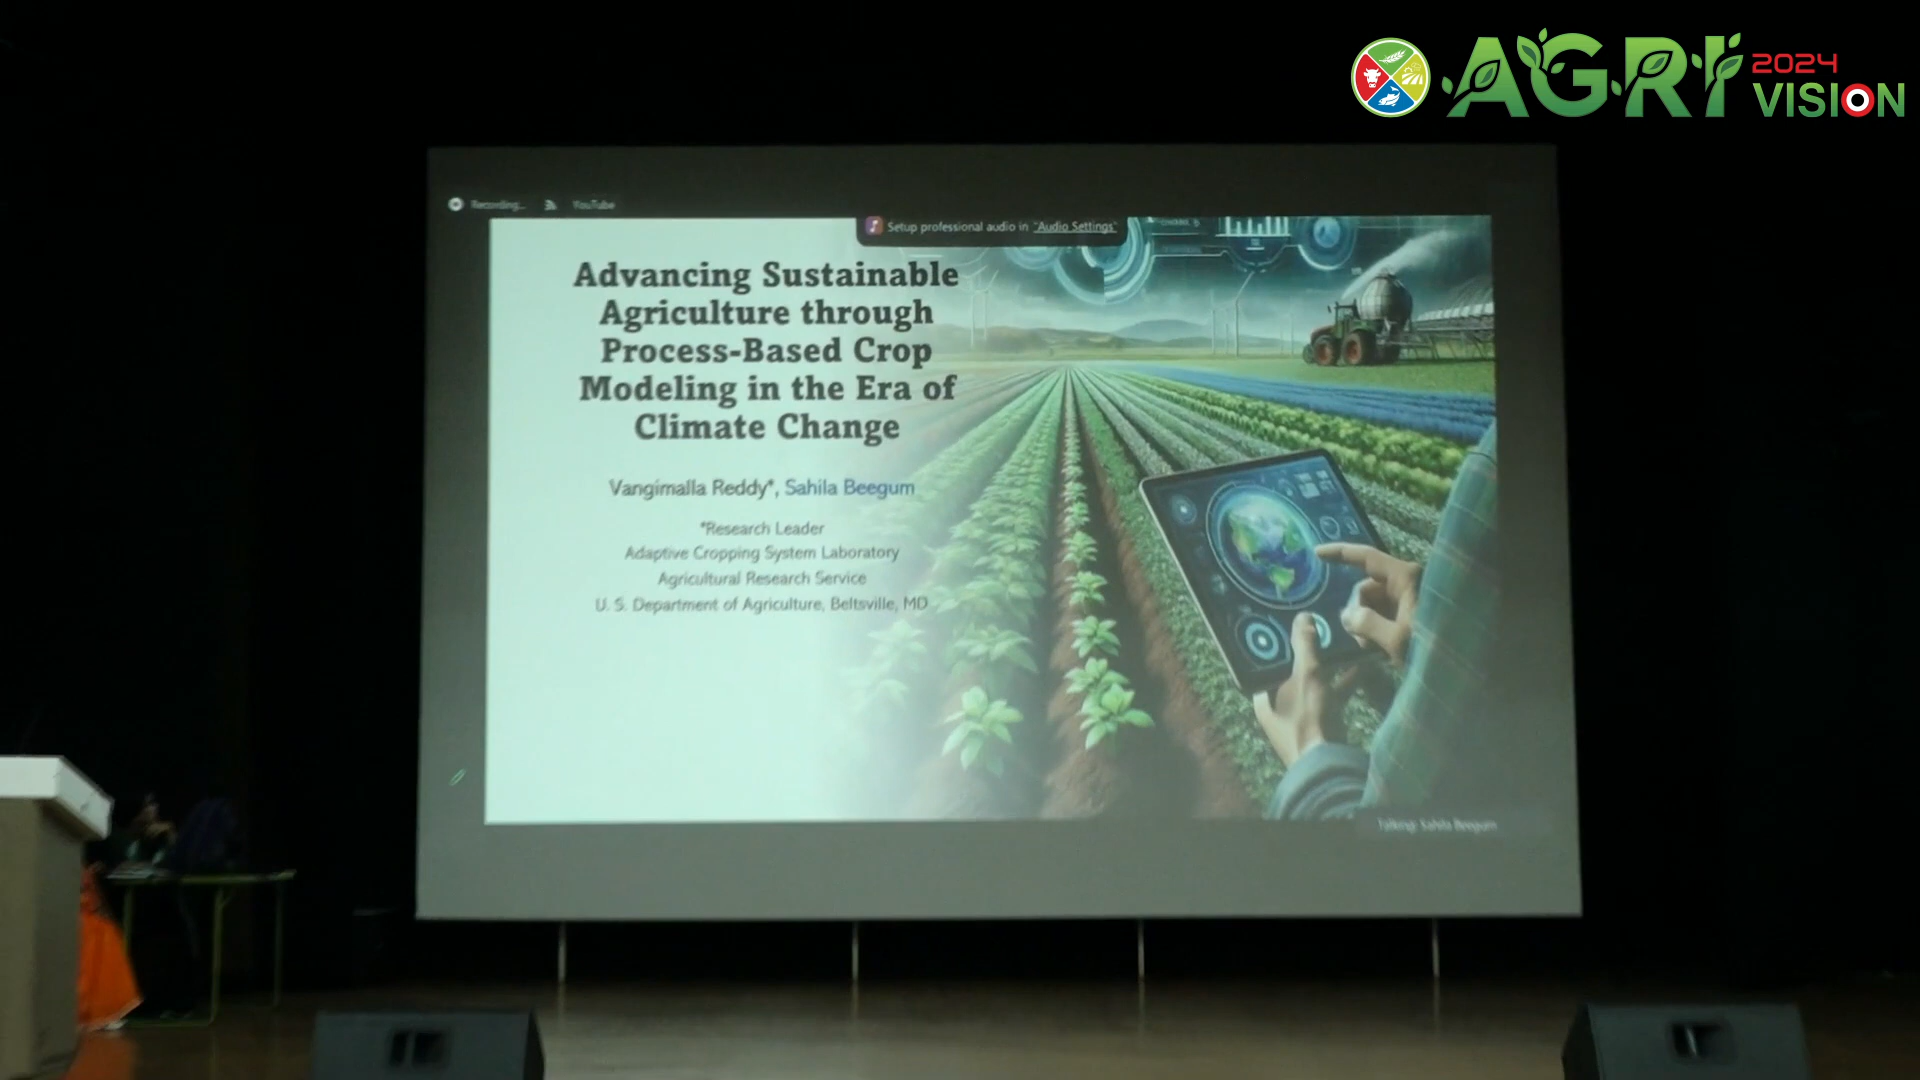 AGRI 2024 VISION
Recording... YouTube
Setup professional audio in "Audio Settings"
Advancing Sustainable
Agriculture through
Process-Based Crop
Modeling in the Era of
Climate Change
Vangimalla Reddy*, Sahila Beegum
*Research Leader
Adaptive Cropping System Laboratory
Agricultural Research Service
U. S. Department of Agriculture, Beltsville, MD
Talking: Sahila Beegum